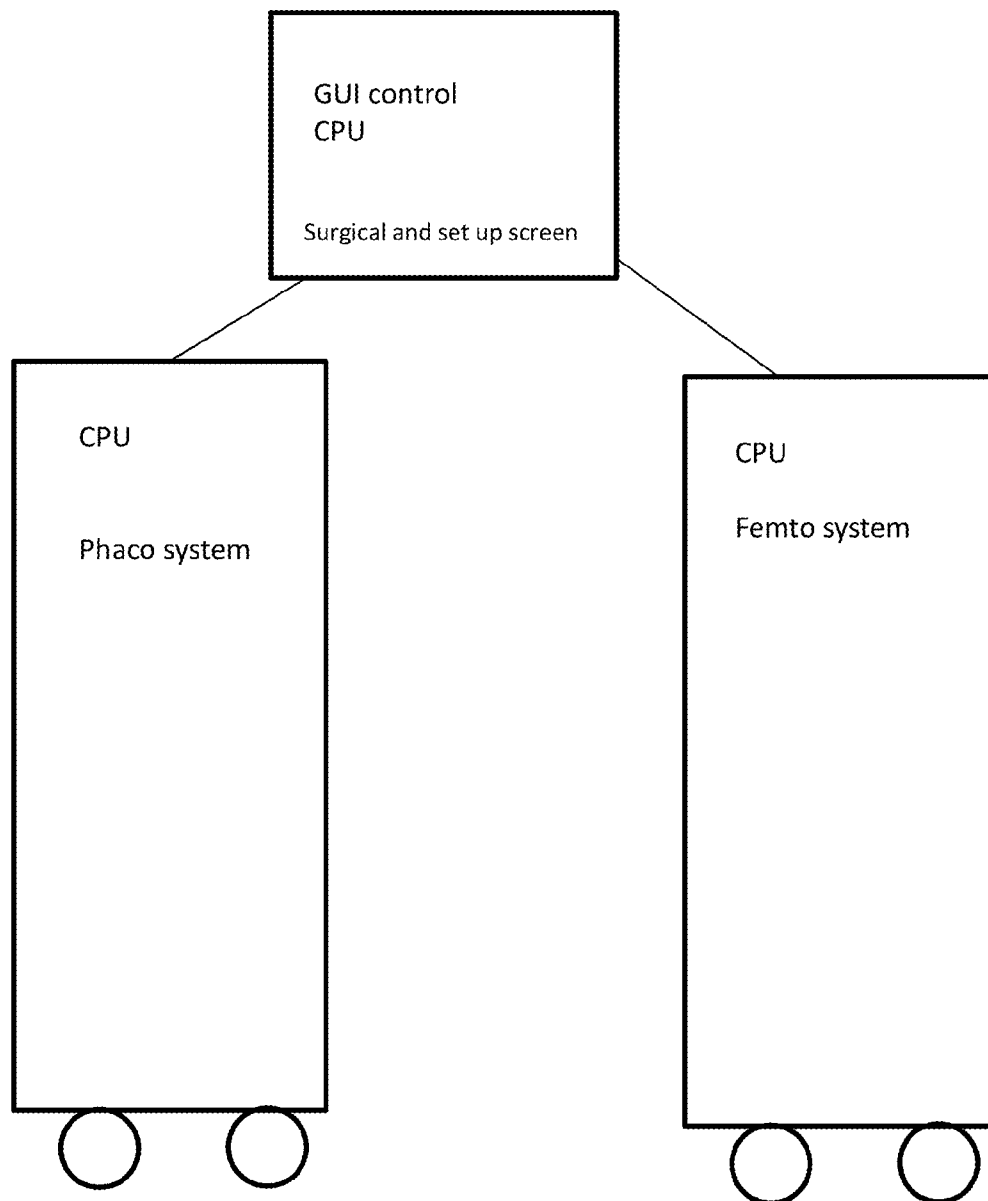 GUI control
CPU
Surgical and set up screen
CPU
Phaco system
CPU
Femto system